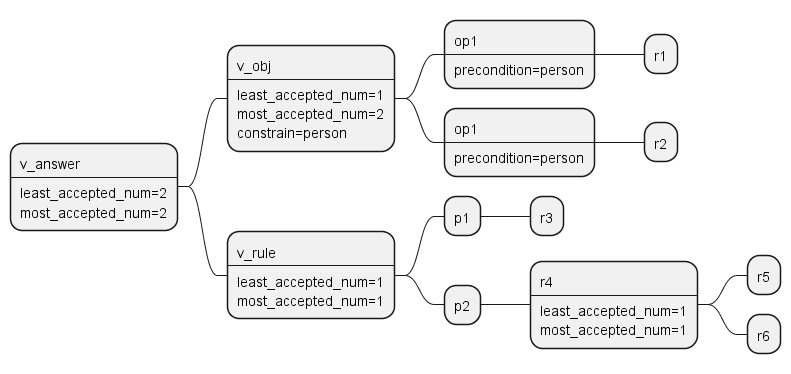 v_answer
least_accepted_num=2
most_accepted_num=2
v_obj
least_accepted_num=1
most_accepted_num=2
constrain=person
op1
precondition=person
r1
op1
precondition=person
r2
v_rule
least_accepted_num=1
most_accepted_num=1
p1
r3
p2
r4
least_accepted_num=1
most_accepted_num=1
r5
r6